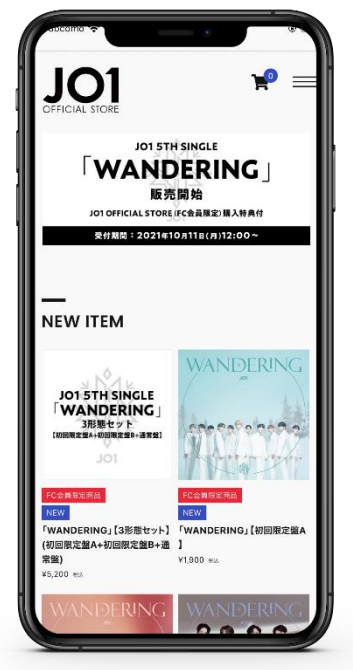 docomo
JO1
OFFICIAL STORE
0
JO1 5TH SINGLE
「WANDERING」
販売開始
JO1 OFFICIAL STORE (FC会員限定) 購入特典付
受付期間：2021年10月11日(月)12:00～
NEW ITEM
JO1 5TH SINGLE
「WANDERING」
3形態セット
【初回限定盤A+初回限定盤B+通常盤】
JO1
WANDERING
JO1
FC会員限定商品
NEW
「WANDERING」【3形態セット】
(初回限定盤A+初回限定盤B+通
常盤)
¥5,200 税込
FC会員限定商品
NEW
「WANDERING」【初回限定盤A
】
¥1,900 税込
WANDERING
WANDERING